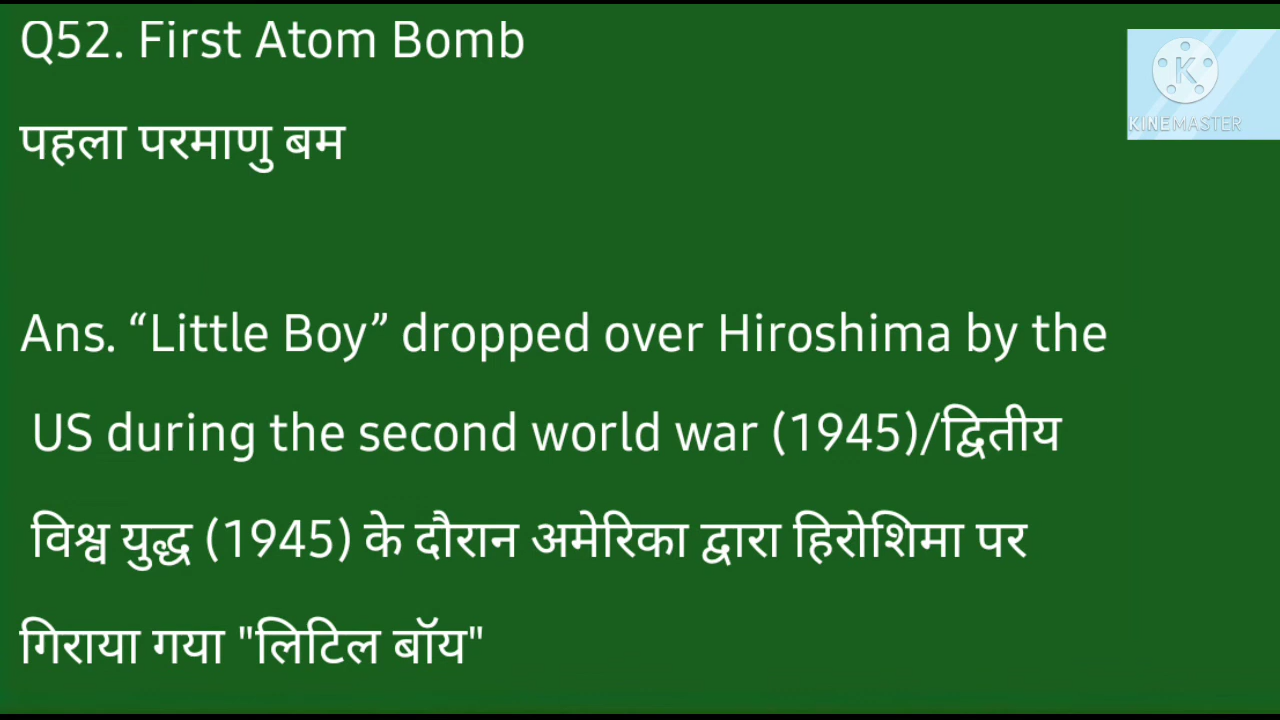 Q52. First Atom Bomb
पहला परमाणु बम
Ans. “Little Boy” dropped over Hiroshima by the
US during the second world war (1945)/द्वितीय
विश्व युद्ध (1945) के दौरान अमेरिका द्वारा हिरोशिमा पर
गिराया गया "लिटिल बॉय"
K
KINEMASTER